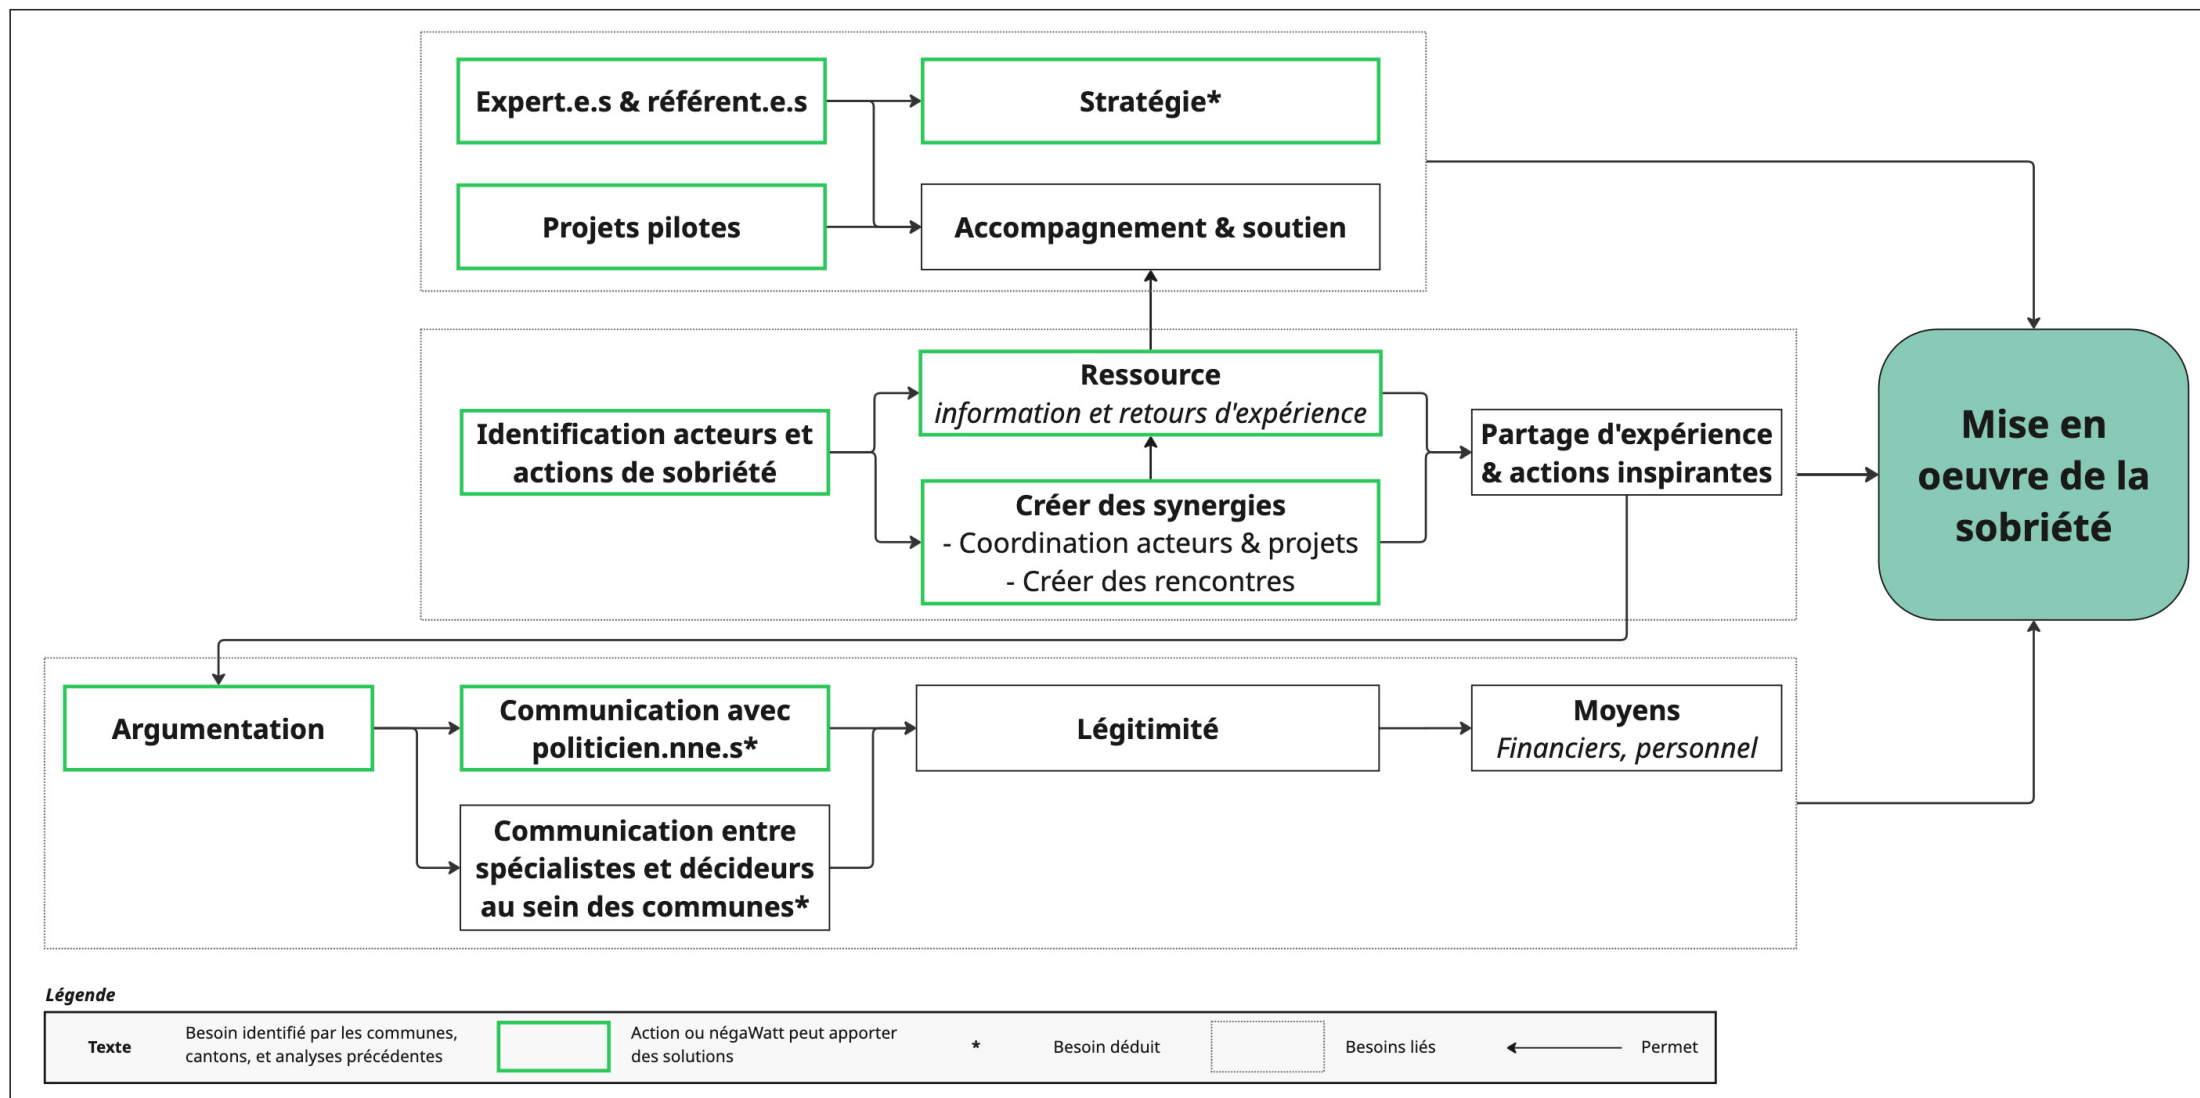 Expert.e.s & référent.e.s
Stratégie*
Projets pilotes
Accompagnement & soutien
Identification acteurs et
actions de sobriété
Ressource
information et retours d'expérience
Créer des synergies
- Coordination acteurs & projets
- Créer des rencontres
Partage d'expérience
& actions inspirantes
Mise en
oeuvre de la
sobriété
Argumentation
Communication avec
politicien.nne.s*
Communication entre
spécialistes et décideurs
au sein des communes*
Légitimité
Moyens
Financiers, personnel
Légende
Texte
Besoin identifié par les communes,
cantons, et analyses précédentes
Action ou négaWatt peut apporter
des solutions
*
Besoin déduit
Besoins liés
Permet